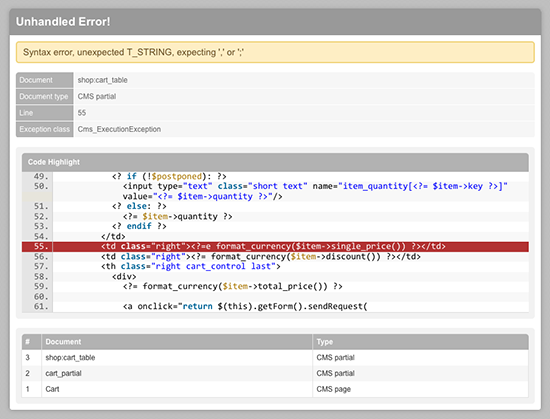 Unhandled Error!
Syntax error, unexpected T_STRING, expecting ',' or ';'
Document shop:cart_table
Document type CMS partial
Line 55
Exception class Cms_ExecutionException
Code Highlight
49. <? if (!$postponed): ?>
50. <input type="text" class="short text" name="item_quantity[<?= $item->key ?>]"
value="<?= $item->quantity ?>"/>
51. <? else: ?>
52. <?= $item->quantity ?>
53. <? endif ?>
54. </td>
55. <td class="right"><?=e format_currency($item->single_price()) ?></td>
56. <td class="right"><?= format_currency($item->discount()) ?></td>
57. <th class="right cart_control last">
58. <div>
59. <?= format_currency($item->total_price()) ?>
60.
61. <a onclick="return $(this).getForm().sendRequest(
# Document Type
3 shop:cart_table CMS partial
2 cart_partial CMS partial
1 Cart CMS page